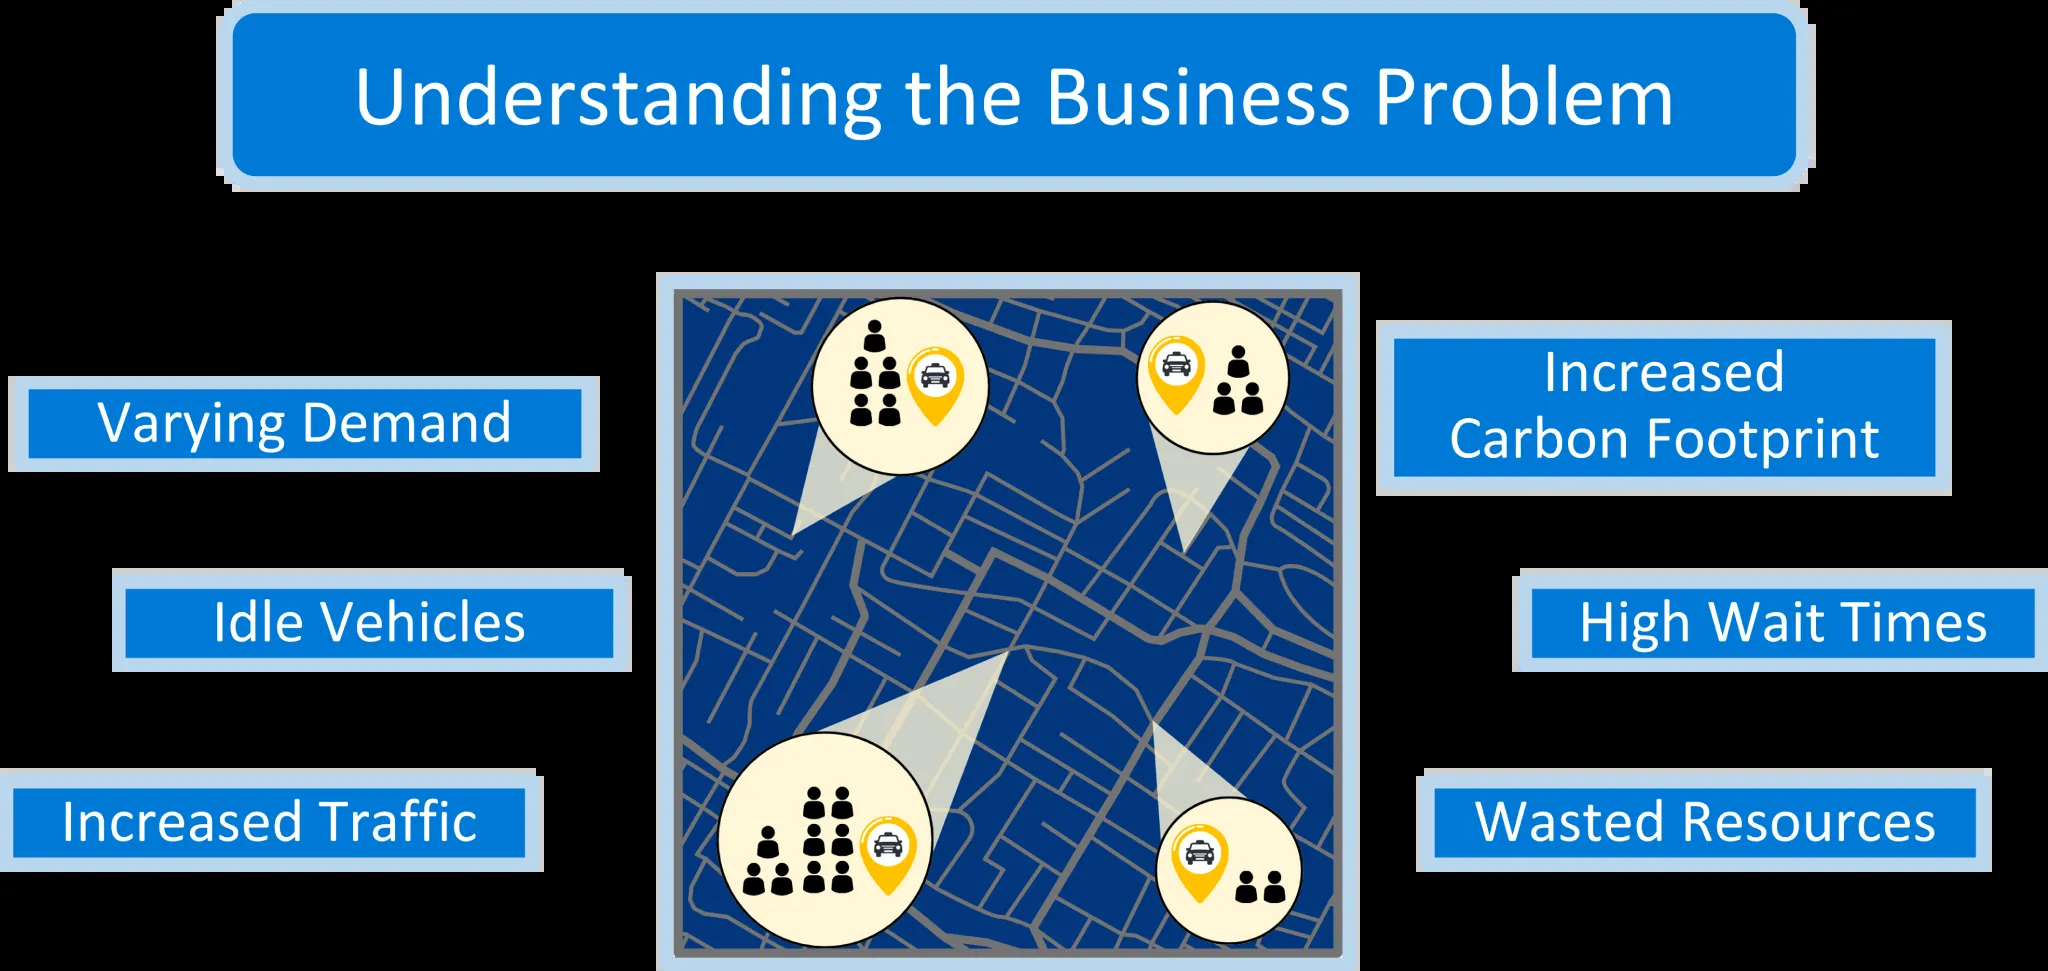 Understanding the Business Problem
Varying Demand
Idle Vehicles
Increased Traffic
Increased
Carbon Footprint
High Wait Times
Wasted Resources